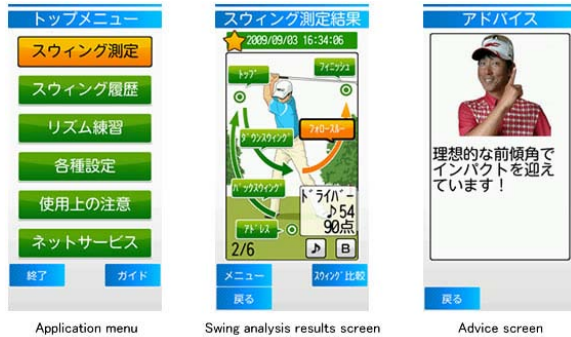 トップメニュー
スウィング測定
スウィング履歴
リズム練習
各種設定
使用上の注意
ネットサービス
終了
ガイド
Application menu
スウィング測定結果
2009/09/03 16:34:06
トップ
フィニッシュ
ダウンスウィング
フォロースルー
バックスウィング
ドライバー
♪54
90点
アドレス
2/6
♪
B
メニュー
スウィング比較
戻る
Swing analysis results screen
アドバイス
理想的な前傾角で
インパクトを迎え
ています！
戻る
Advice screen